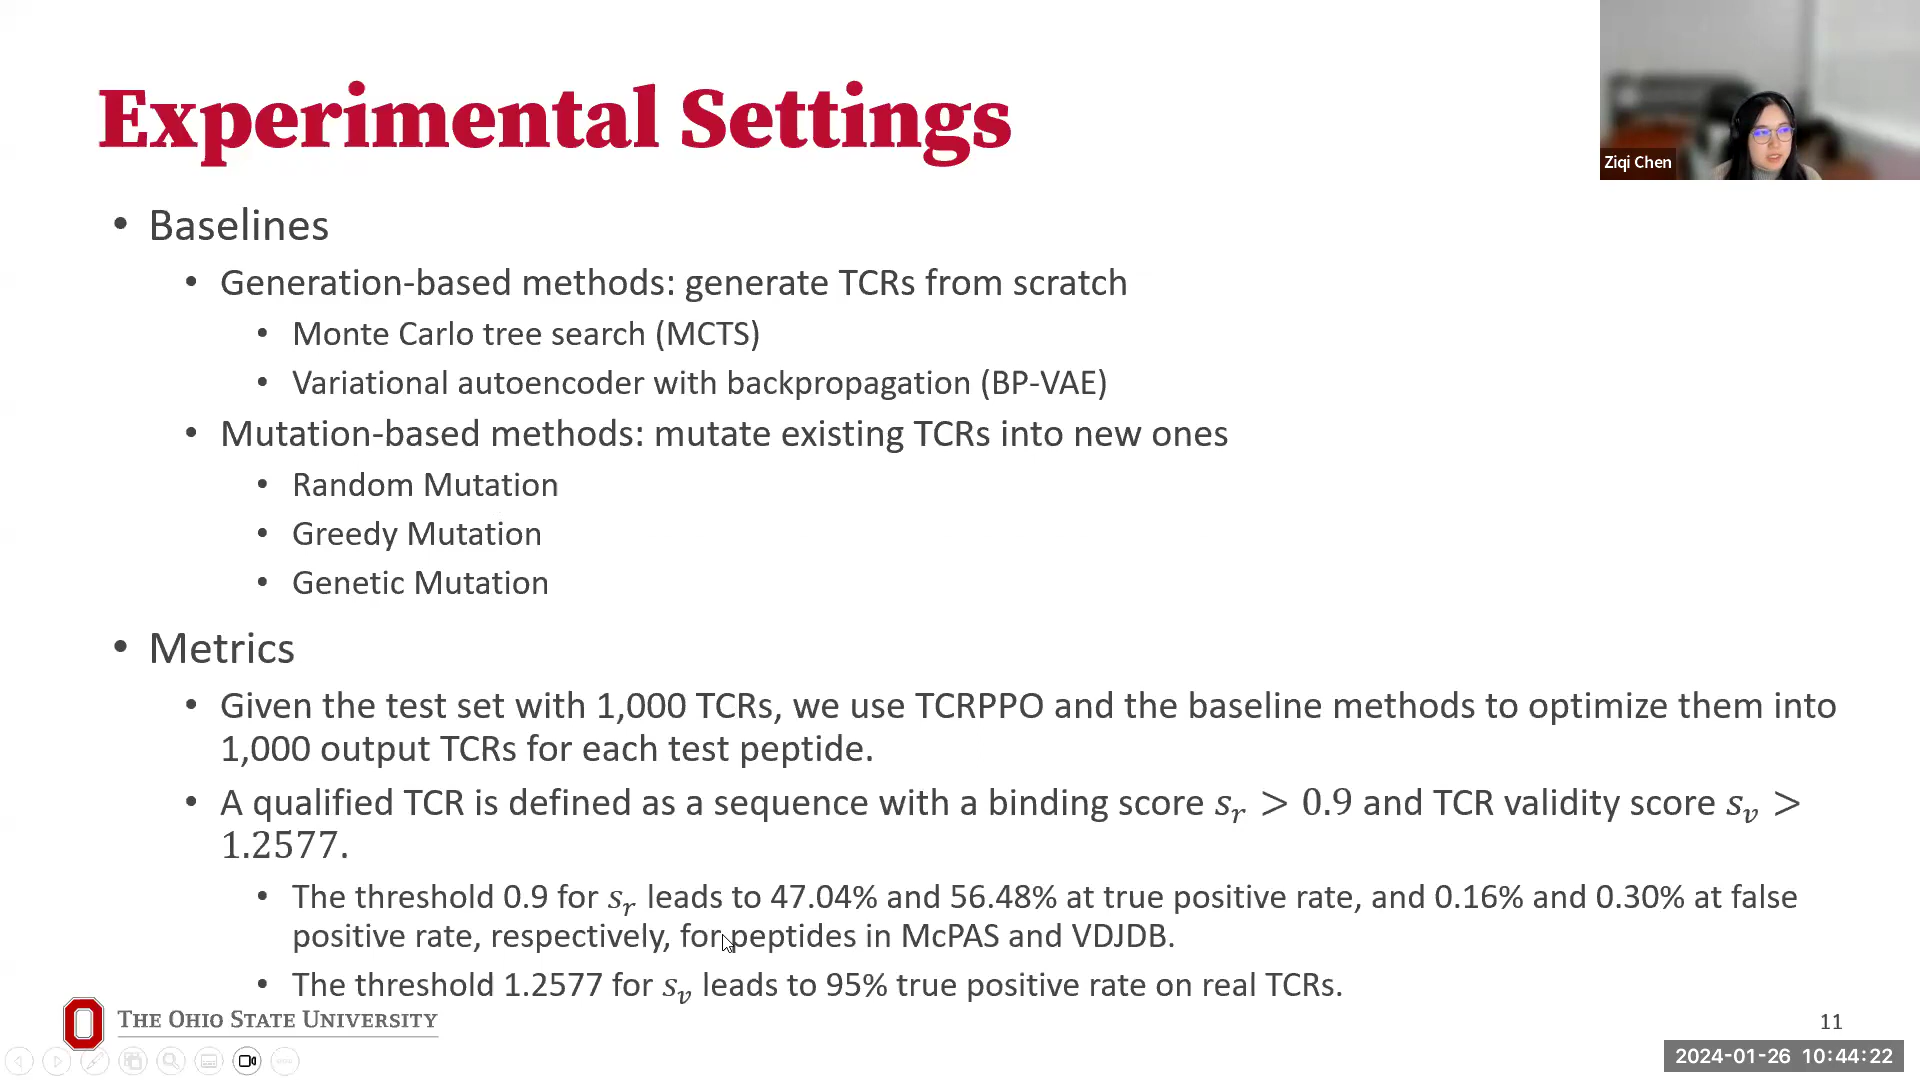 Experimental Settings
Ziqi Chen
• Baselines
• Generation-based methods: generate TCRs from scratch
• Monte Carlo tree search (MCTS)
• Variational autoencoder with backpropagation (BP-VAE)
• Mutation-based methods: mutate existing TCRs into new ones
• Random Mutation
• Greedy Mutation
• Genetic Mutation
• Metrics
• Given the test set with 1,000 TCRs, we use TCRPPO and the baseline methods to optimize them into
1,000 output TCRs for each test peptide.
• A qualified TCR is defined as a sequence with a binding score sᵣ > 0.9 and TCR validity score sᵥ >
1.2577.
• The threshold 0.9 for sᵣ leads to 47.04% and 56.48% at true positive rate, and 0.16% and 0.30% at false
positive rate, respectively, for peptides in McPAS and VDJDB.
• The threshold 1.2577 for sᵥ leads to 95% true positive rate on real TCRs.
THE OHIO STATE UNIVERSITY
11
2024-01-26 10:44:22